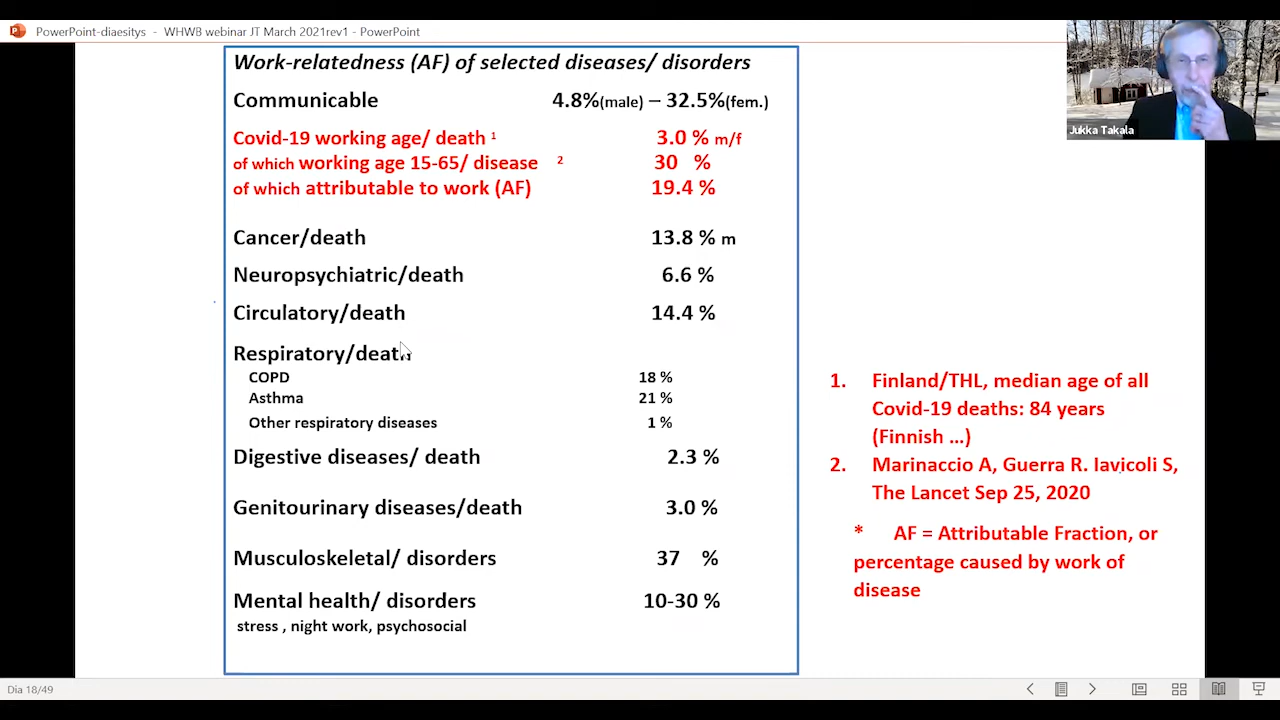 PowerPoint-diaesitys - WHWB webinar JT March 2021rev1 - PowerPoint
Jukka Takala
Work-relatedness (AF) of selected diseases/ disorders
Communicable 4.8%(male) – 32.5%(fem.)
Covid-19 working age/ death 1 3.0 % m/f
of which working age 15-65/ disease 2 30 %
of which attributable to work (AF) 19.4 %
Cancer/death 13.8 % m
Neuropsychiatric/death 6.6 %
Circulatory/death 14.4 %
Respiratory/death
COPD 18 %
Asthma 21 %
Other respiratory diseases 1 %
Digestive diseases/ death 2.3 %
Genitourinary diseases/death 3.0 %
Musculoskeletal/ disorders 37 %
Mental health/ disorders 10-30 %
stress , night work, psychosocial
1. Finland/THL, median age of all
Covid-19 deaths: 84 years
(Finnish ...)
2. Marinaccio A, Guerra R. Iavicoli S,
The Lancet Sep 25, 2020
* AF = Attributable Fraction, or
percentage caused by work of
disease
Dia 18/49